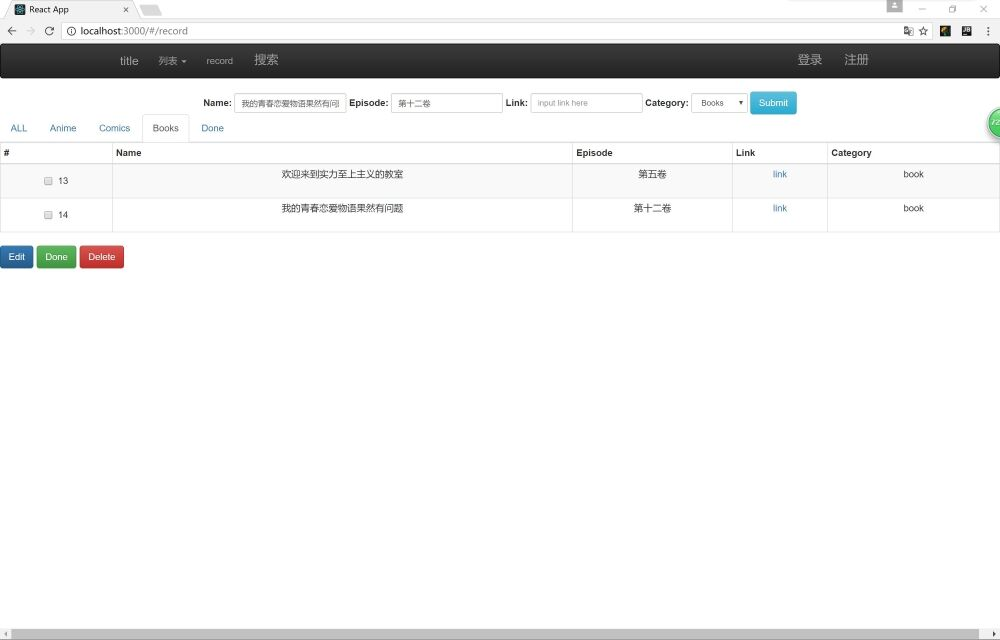 React App
localhost:3000/#/record
title 列表 record 搜索 登录 注册
Name: 我的青春恋爱物语果然有问 Episode: 第十二卷 Link: input link here Category: Books Submit
ALL Anime Comics Books Done
# Name Episode Link Category
13 欢迎来到实力至上主义的教室 第五卷 link book
14 我的青春恋爱物语果然有问题 第十二卷 link book
Edit Done Delete